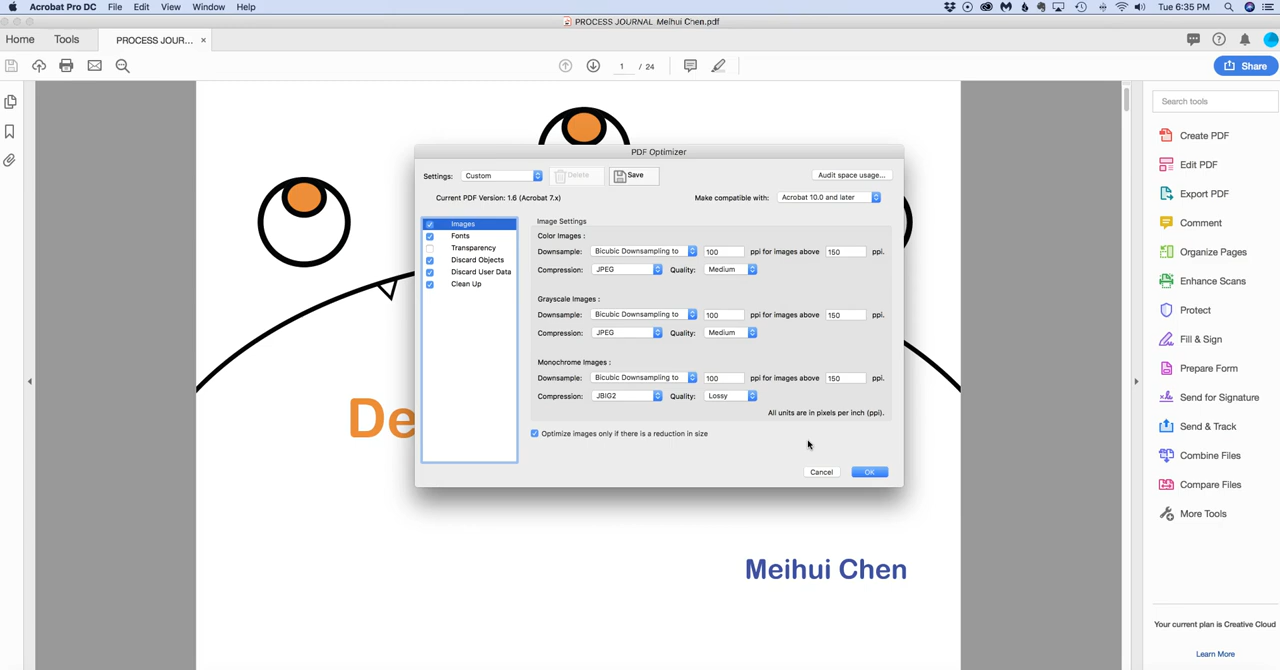 Acrobat Pro DC File Edit View Window Help Tue 6:35 PM
PROCESS JOURNAL Meihui Chen.pdf
Home Tools PROCESS JOUR... ×
1 / 24 Share
Search tools
Create PDF
Edit PDF
Export PDF
Comment
Organize Pages
Enhance Scans
Protect
Fill & Sign
Prepare Form
Send for Signature
Send & Track
Combine Files
Compare Files
More Tools
Your current plan is Creative Cloud
Learn More
PDF Optimizer
Settings: Custom Delete Save Audit space usage...
Current PDF Version: 1.6 (Acrobat 7.x) Make compatible with: Acrobat 10.0 and later
Images
Fonts
Transparency
Discard Objects
Discard User Data
Clean Up
Image Settings
Color Images :
Downsample: Bicubic Downsampling to 100 ppi for images above 150 ppi.
Compression: JPEG Quality: Medium
Grayscale Images :
Downsample: Bicubic Downsampling to 100 ppi for images above 150 ppi.
Compression: JPEG Quality: Medium
Monochrome Images :
Downsample: Bicubic Downsampling to 100 ppi for images above 150 ppi.
Compression: JBIG2 Quality: Lossy
All units are in pixels per inch (ppi).
Optimize images only if there is a reduction in size
Cancel OK
De
Meihui Chen